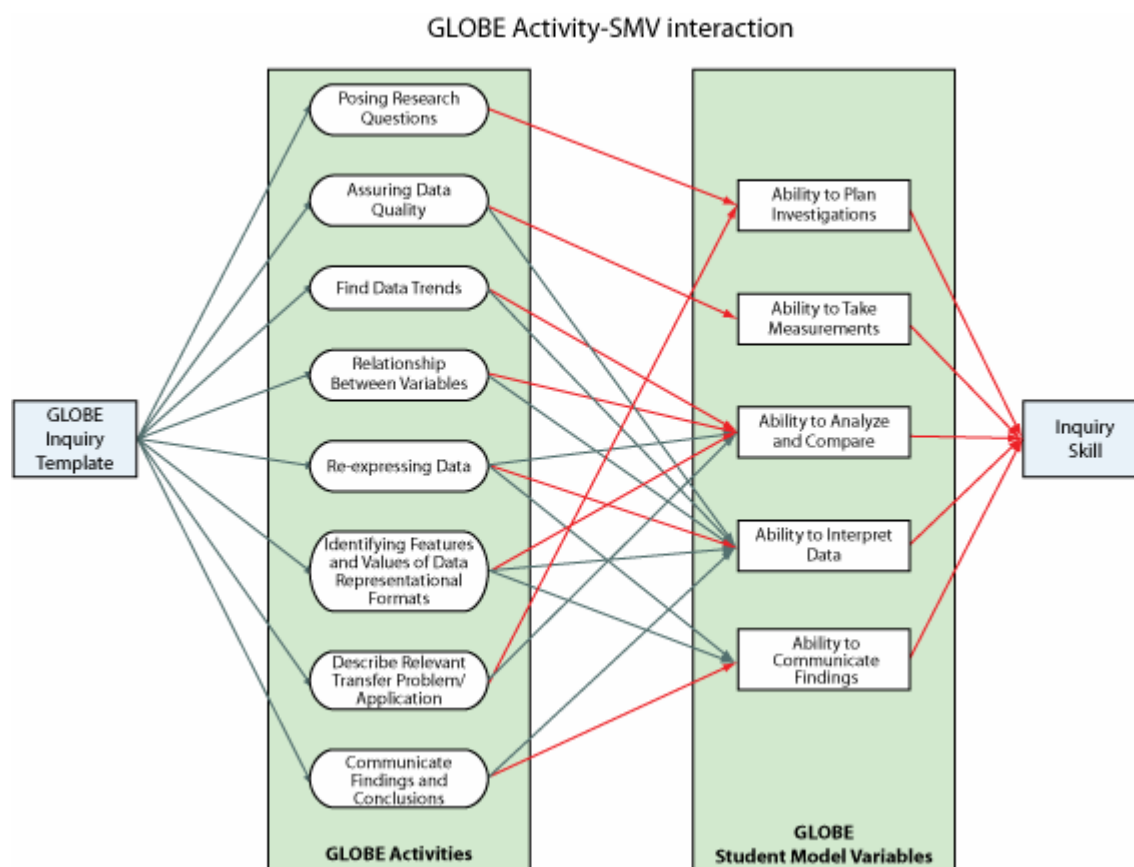 GLOBE Activity-SMV interaction
GLOBE
Inquiry
Template
Posing Research
Questions
Assuring Data
Quality
Find Data Trends
Relationship
Between Variables
Re-expressing Data
Identifying Features
and Values of Data
Representational
Formats
Describe Relevant
Transfer Problem/
Application
Communicate
Findings and
Conclusions
GLOBE Activities
Ability to Plan
Investigations
Ability to Take
Measurements
Ability to Analyze
and Compare
Ability to Interpret
Data
Ability to
Communicate
Findings
GLOBE
Student Model Variables
Inquiry
Skill